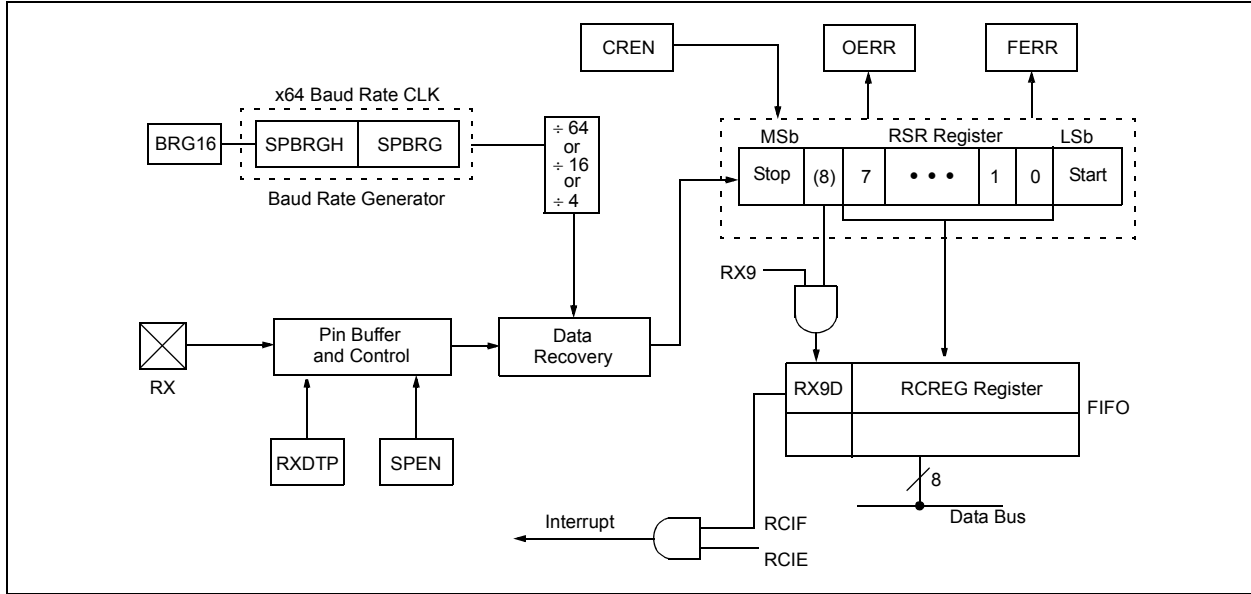 CREN
OERR
FERR
x64 Baud Rate CLK
BRG16
SPBRGH
SPBRG
Baud Rate Generator
÷ 64
or
÷ 16
or
÷ 4
MSb
RSR Register
LSb
Stop
(8)
7
• • •
1
0
Start
RX9
Pin Buffer
and Control
Data
Recovery
RX
RXDTP
SPEN
RX9D
RCREG Register
FIFO
8
Data Bus
Interrupt
RCIF
RCIE